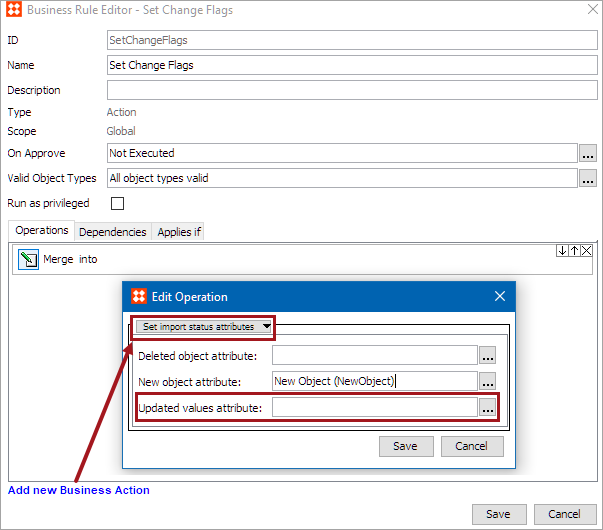 Business Rule Editor - Set Change Flags
ID SetChangeFlags
Name Set Change Flags
Description
Type Action
Scope Global
On Approve Not Executed ...
Valid Object Types All object types valid ...
Run as privileged
Operations Dependencies Applies if
Merge into
Edit Operation
Set import status attributes
Deleted object attribute: ...
New object attribute: New Object (NewObject) ...
Updated values attribute: ...
Save Cancel
Add new Business Action
Save Cancel